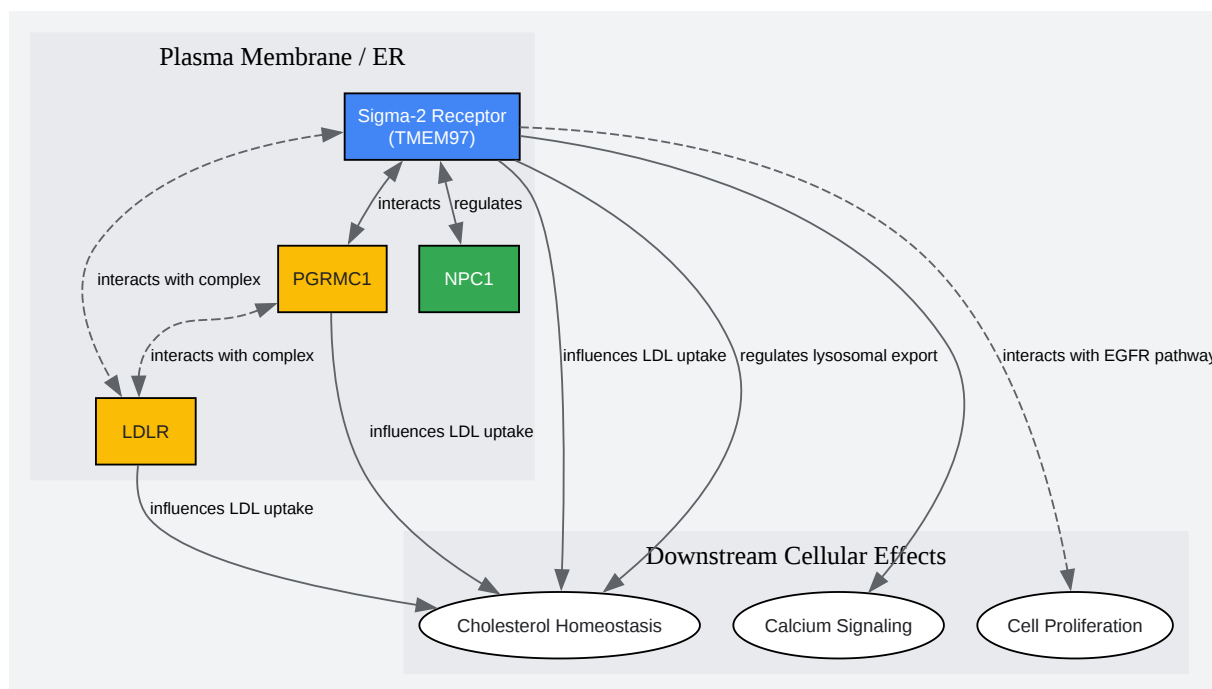 Plasma Membrane / ER
Sigma-2 Receptor
(TMEM97)
interacts
regulates
interacts with complex
PGRMC1
NPC1
interacts with complex
influences LDL uptake
regulates lysosomal export
interacts with EGFR pathway
LDLR
influences LDL uptake
influences LDL uptake
Downstream Cellular Effects
Cholesterol Homeostasis
Calcium Signaling
Cell Proliferation